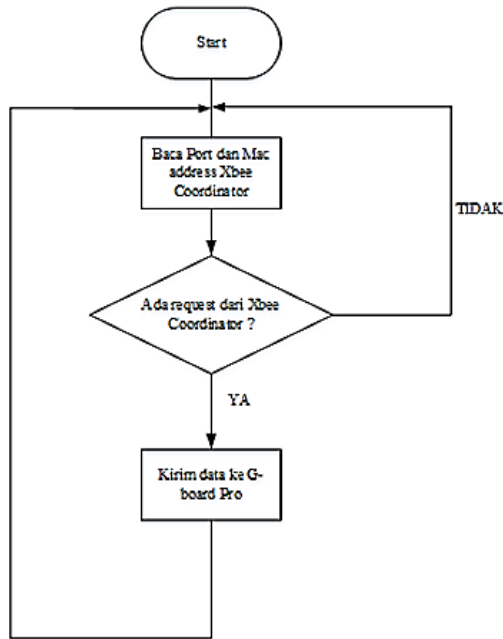 Start
Baca Port dan Mac
address Xbee
Coordinator
TIDAK
Ada request dari Xbee
Coordinator ?
YA
Kirim data ke G-
board Pro